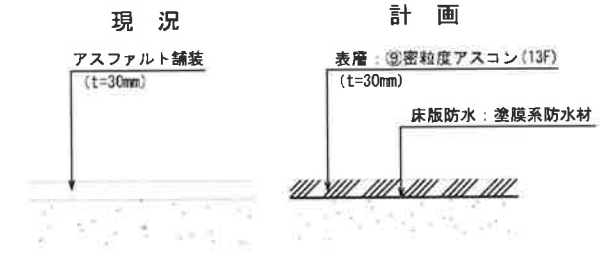 現況
アスファルト舗装
(t=30mm)
計画
表層：⑨密粒度アスコン(13F)
(t=30mm)
床版防水：塗膜系防水材